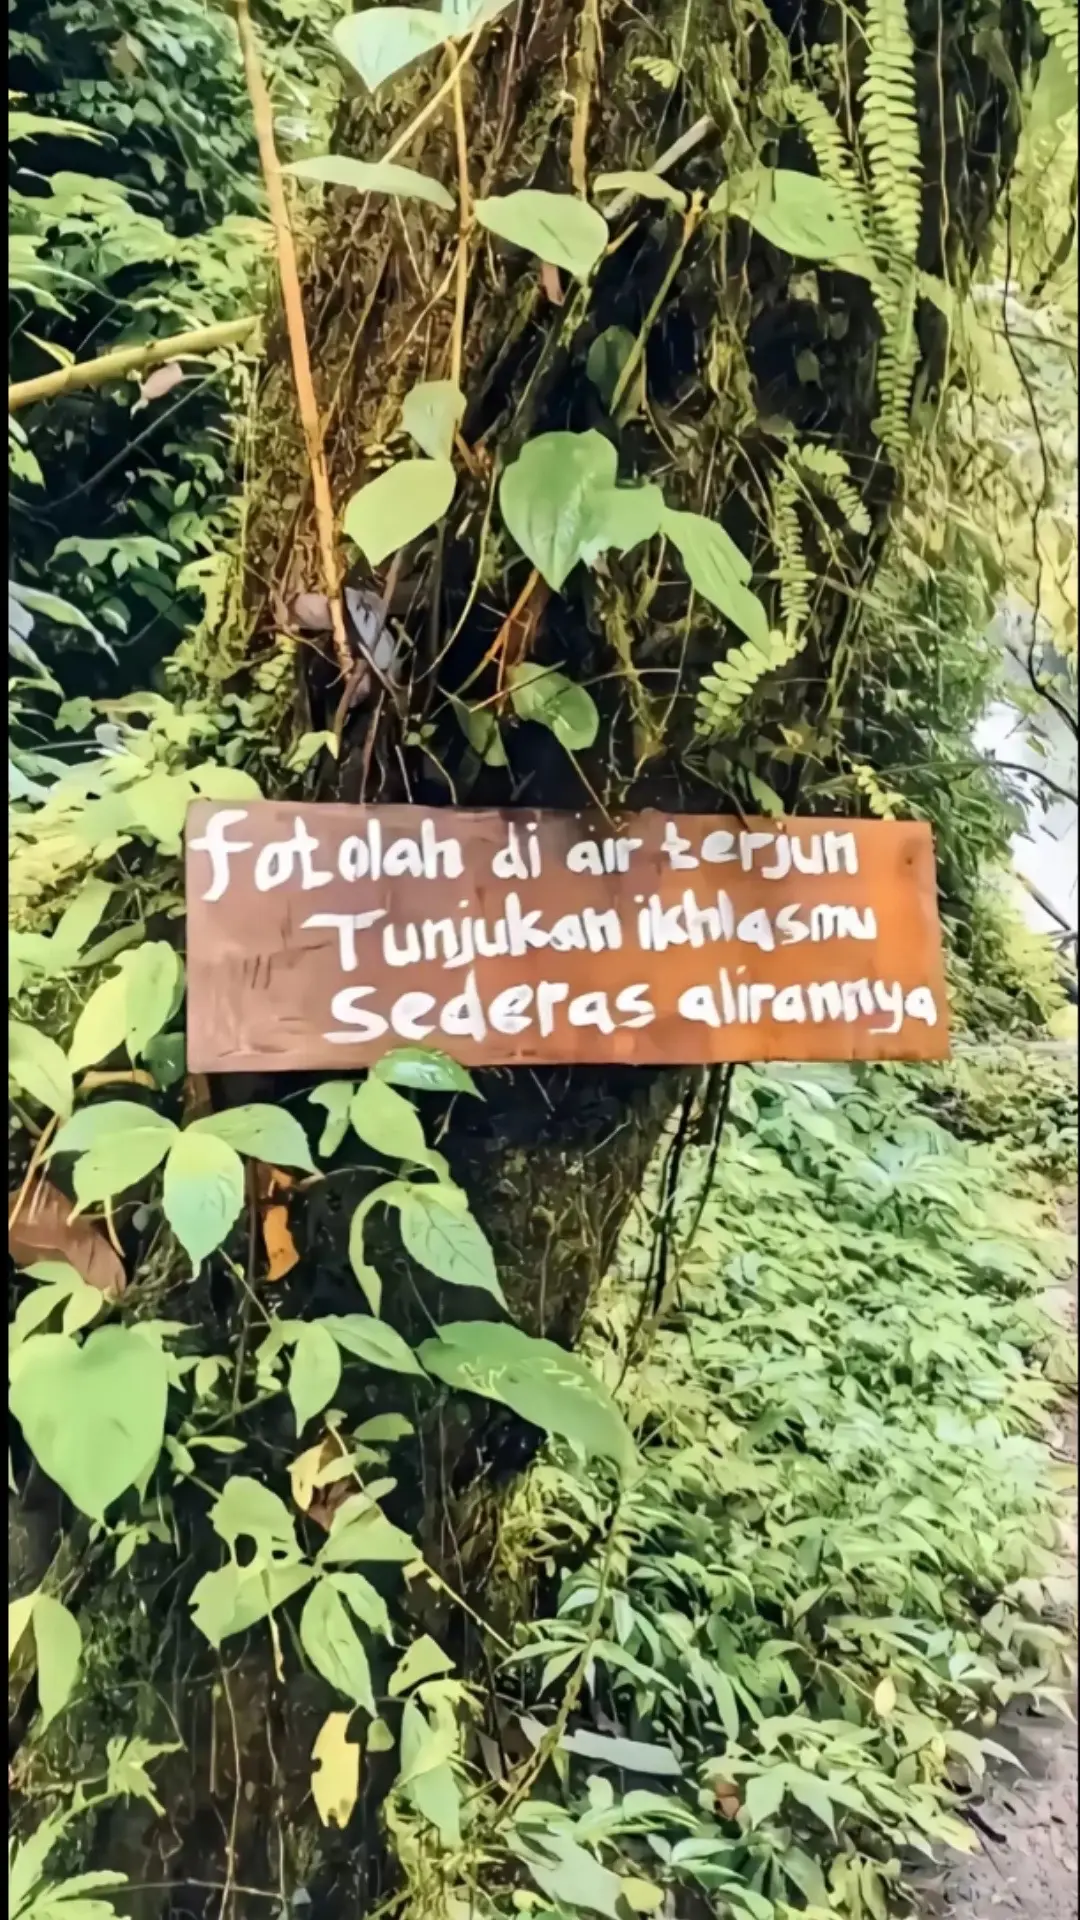 fotolah di air terjun
Tunjukan ikhlasmu
sederas alirannya